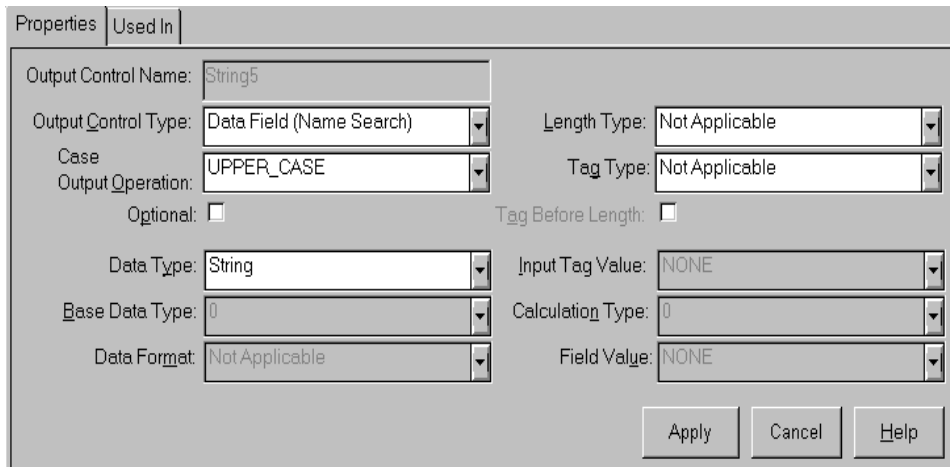 Properties
Used In
Output Control Name: String5
Output Control Type: Data Field (Name Search)
Length Type: Not Applicable
Case
Output Operation: UPPER_CASE
Tag Type: Not Applicable
Optional:
Tag Before Length:
Data Type: String
Input Tag Value: NONE
Base Data Type: 0
Calculation Type: 0
Data Format: Not Applicable
Field Value: NONE
Apply
Cancel
Help